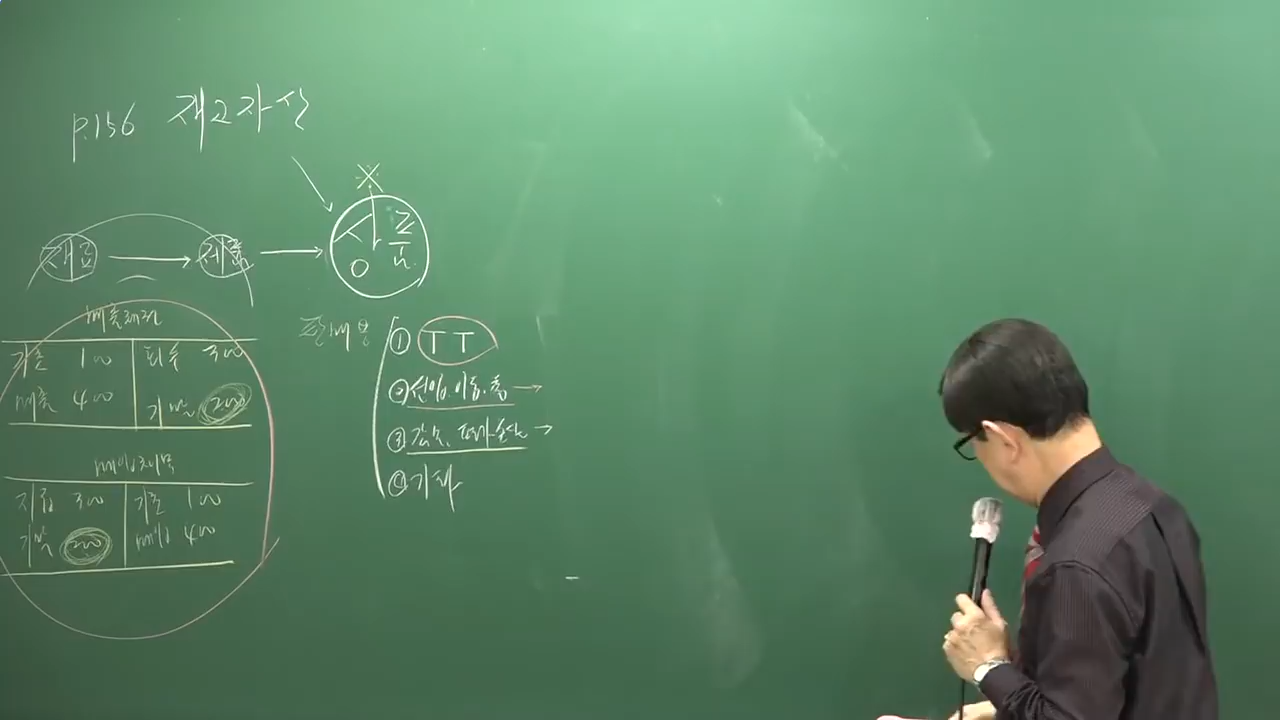 p.156 재고자산
※
재료 → 제품 → 상품
매출채권
기초 100 회수 300
매출 400 기말 200
매입채무
지급 300 기초 100
기말 200 매입 400
① T T
② 선입, 이동, 총 →
③ 감모, 평가손실 →
④ 기타